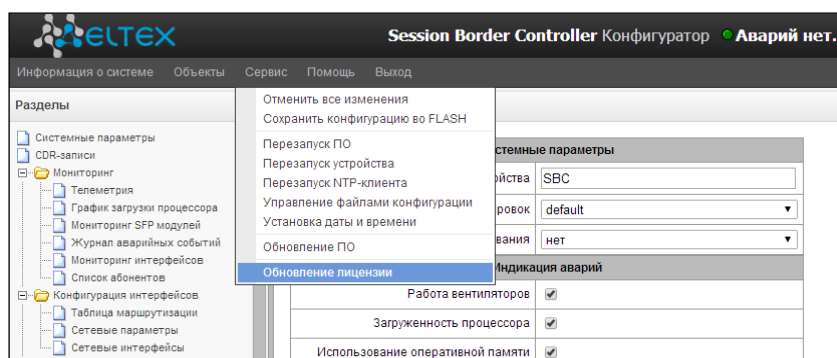 ELTEX
Session Border Controller Конфигуратор Аварий нет.
Информация о системе Объекты Сервис Помощь Выход
Разделы
Системные параметры
CDR-записи
Мониторинг
Телеметрия
График загрузки процессора
Мониторинг SFP модулей
Журнал аварийных событий
Мониторинг интерфейсов
Список абонентов
Конфигурация интерфейсов
Таблица маршрутизации
Сетевые параметры
Сетевые интерфейсы
Отменить все изменения
Сохранить конфигурацию во FLASH
Перезапуск ПО
Перезапуск устройства
Перезапуск NTP-клиента
Управление файлами конфигурации
Установка даты и времени
Обновление ПО
Обновление лицензии
стемные параметры
йства SBC
ровок default
вания нет
Индикация аварий
Работа вентиляторов
Загруженность процессора
Использование оперативной памяти